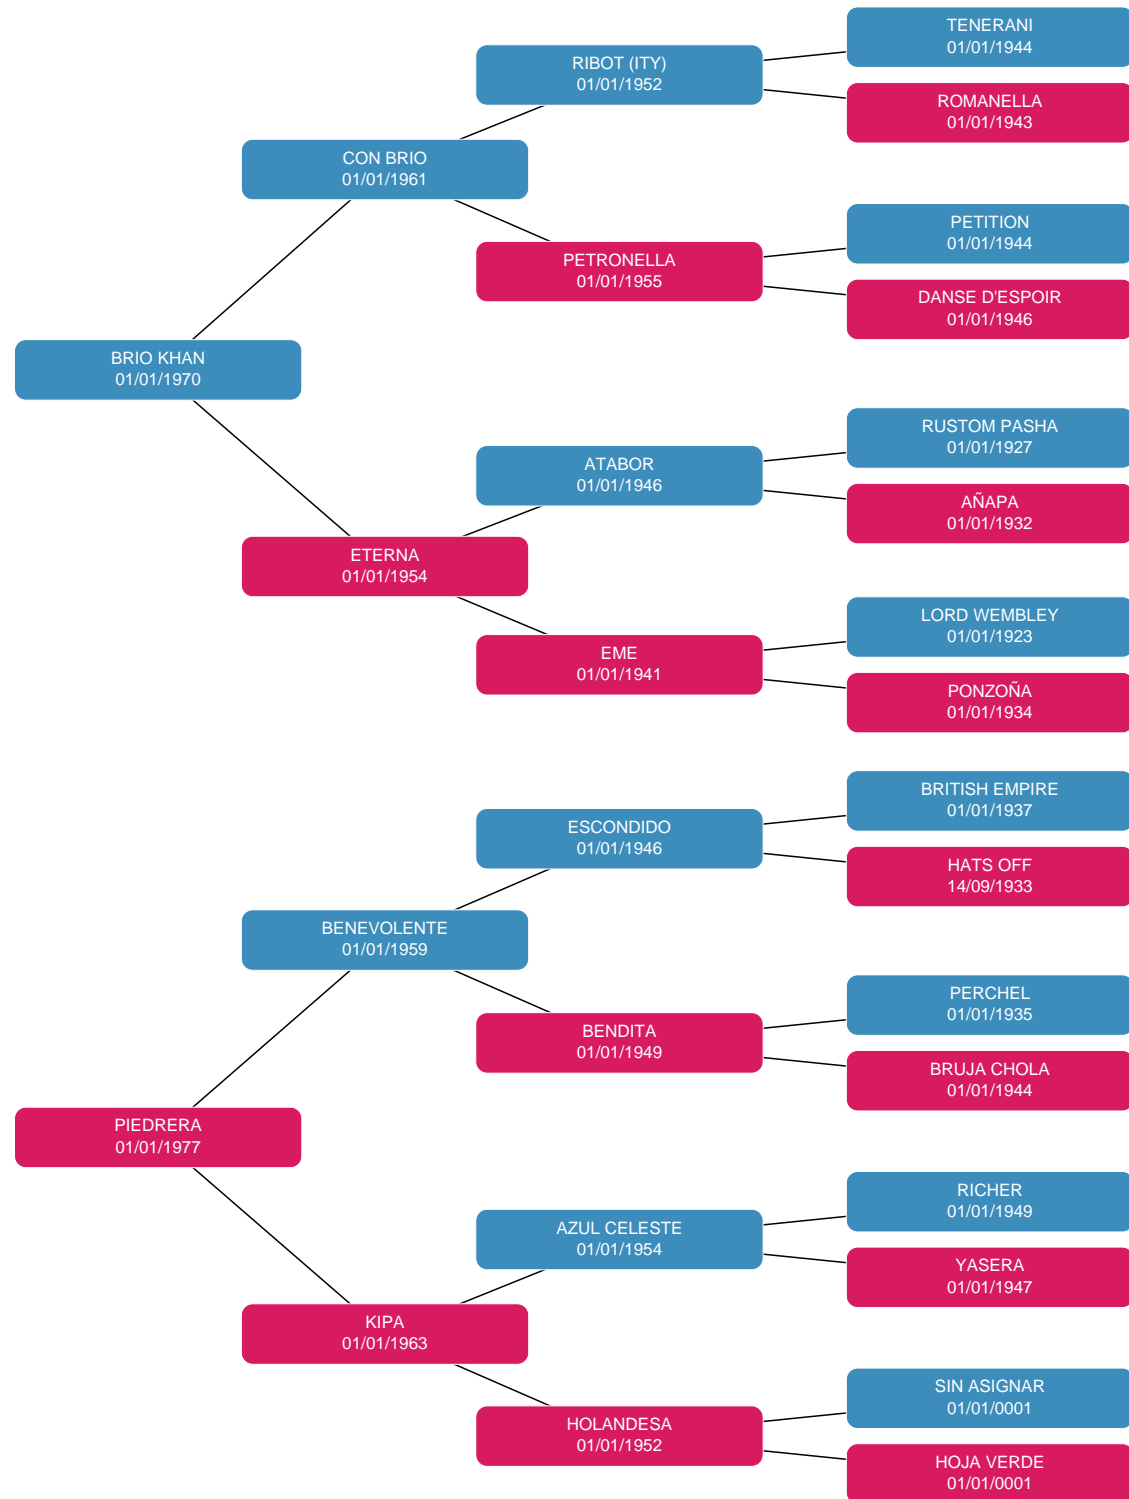 TENERANI
01/01/1944
RIBOT (ITY)
01/01/1952
ROMANELLA
01/01/1943
CON BRIO
01/01/1961
PETITION
01/01/1944
PETRONELLA
01/01/1955
DANSE D'ESPOIR
01/01/1946
BRIO KHAN
01/01/1970
RUSTOM PASHA
01/01/1927
ATABOR
01/01/1946
AÑAPA
01/01/1932
ETERNA
01/01/1954
LORD WEMBLEY
01/01/1923
EME
01/01/1941
PONZOÑA
01/01/1934
BRITISH EMPIRE
01/01/1937
ESCONDIDO
01/01/1946
HATS OFF
14/09/1933
BENEVOLENTE
01/01/1959
PERCHEL
01/01/1935
BENDITA
01/01/1949
BRUJA CHOLA
01/01/1944
PIEDRERA
01/01/1977
RICHER
01/01/1949
AZUL CELESTE
01/01/1954
YASERA
01/01/1947
KIPA
01/01/1963
SIN ASIGNAR
01/01/0001
HOLANDESA
01/01/1952
HOJA VERDE
01/01/0001